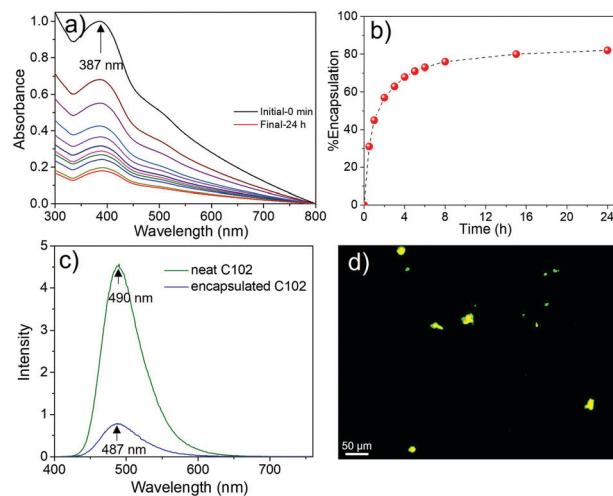 a)
387 nm
Initial-0 min
Final-24 h
Absorbance
1.0
0.8
0.6
0.4
0.2
0.0
300 400 500 600 700 800
Wavelength (nm)
b)
%Encapsulation
100
80
60
40
20
0
0 4 8 12 16 20 24
Time (h)
c)
neat C102
encapsulated C102
490 nm
487 nm
Intensity
5
4
3
2
1
0
400 500 600 700
Wavelength (nm)
d)
50 µm